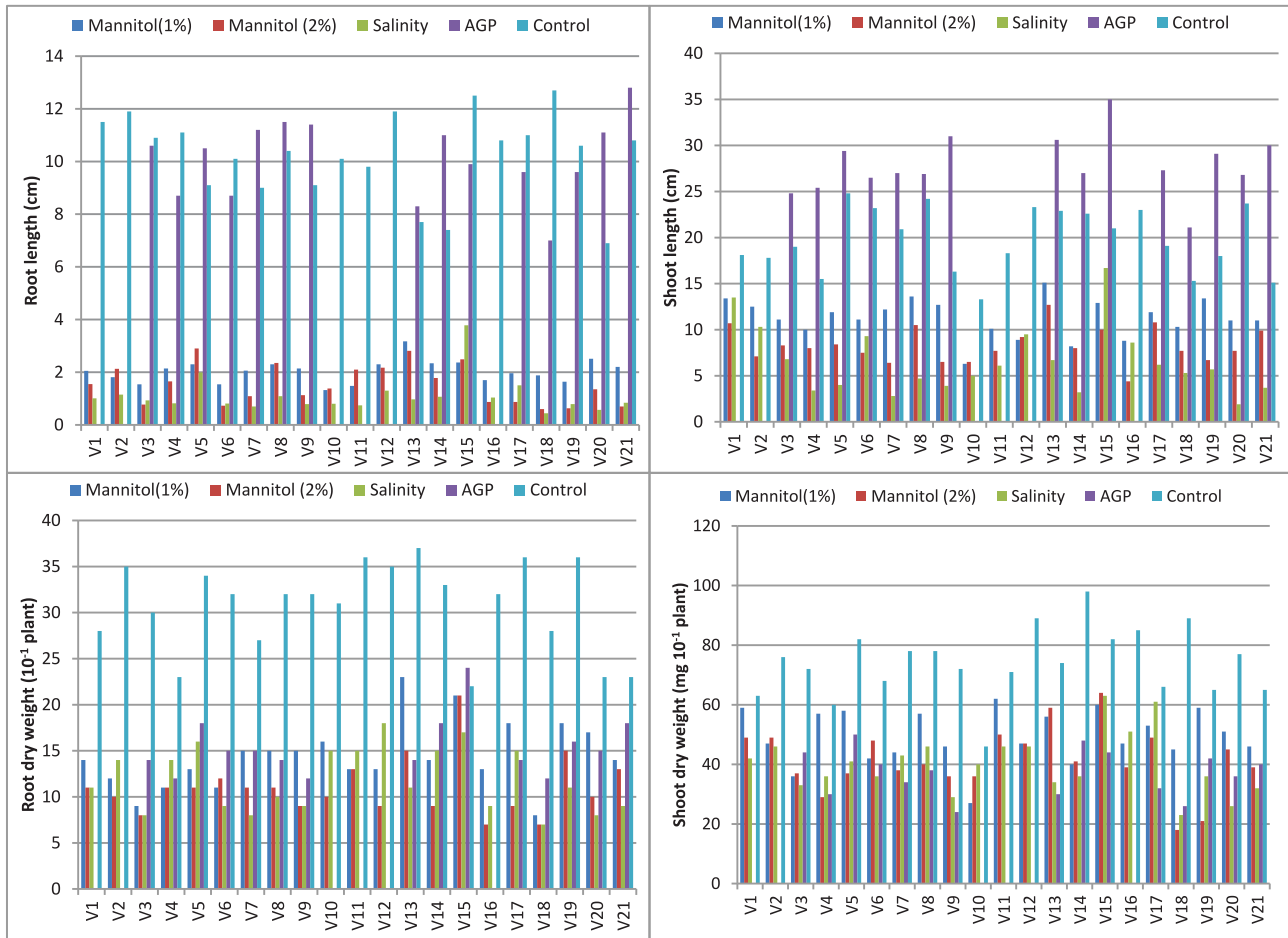 Mannitol(1%) Mannitol (2%) Salinity AGP Control
Root length (cm)
14
12
10
8
6
4
2
0
V1 V2 V3 V4 V5 V6 V7 V8 V9 V10 V11 V12 V13 V14 V15 V16 V17 V18 V19 V20 V21
Mannitol(1%) Mannitol (2%) Salinity AGP Control
Shoot length (cm)
40
35
30
25
20
15
10
5
0
V1 V2 V3 V4 V5 V6 V7 V8 V9 V10 V11 V12 V13 V14 V15 V16 V17 V18 V19 V20 V21
Mannitol(1%) Mannitol (2%) Salinity AGP Control
Root dry weight (10⁻¹ plant)
40
35
30
25
20
15
10
5
0
V1 V2 V3 V4 V5 V6 V7 V8 V9 V10 V11 V12 V13 V14 V15 V16 V17 V18 V19 V20 V21
Mannitol(1%) Mannitol (2%) Salinity AGP Control
Shoot dry weight (mg 10⁻¹ plant)
120
100
80
60
40
20
0
V1 V2 V3 V4 V5 V6 V7 V8 V9 V10 V11 V12 V13 V14 V15 V16 V17 V18 V19 V20 V21